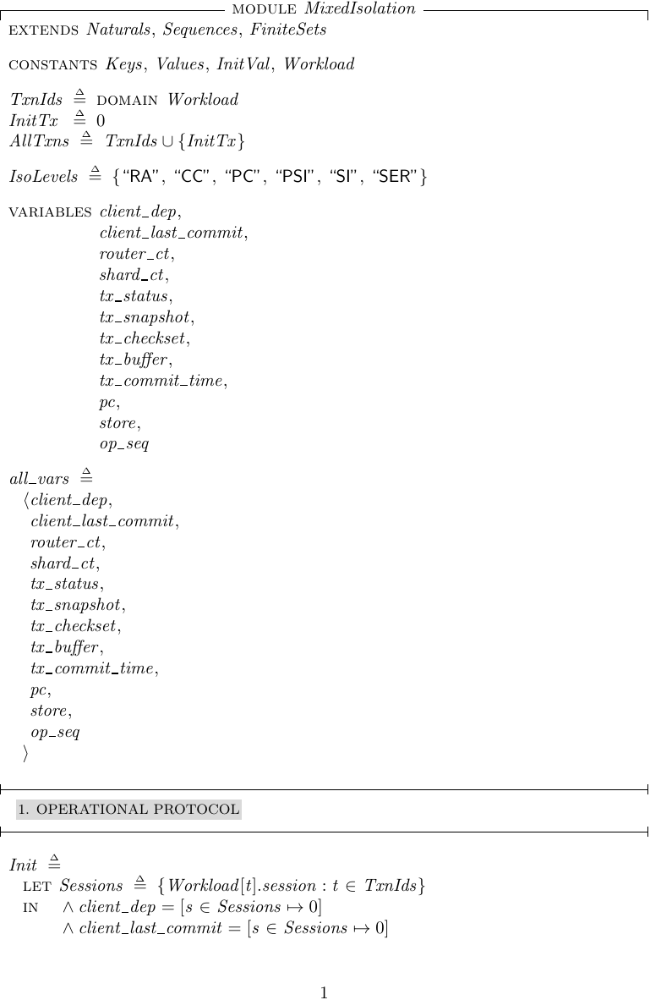 MODULE MixedIsolation
EXTENDS Naturals, Sequences, FiniteSets
CONSTANTS Keys, Values, InitVal, Workload
TxnIds ≜ DOMAIN Workload
InitTx ≜ 0
AllTxns ≜ TxnIds ∪ {InitTx}
IsoLevels ≜ {“RA”, “CC”, “PC”, “PSI”, “SI”, “SER”}
VARIABLES client_dep,
client_last_commit,
router_ct,
shard_ct,
tx_status,
tx_snapshot,
tx_checkset,
tx_buffer,
tx_commit_time,
pc,
store,
op_seq
all_vars ≜
⟨client_dep,
client_last_commit,
router_ct,
shard_ct,
tx_status,
tx_snapshot,
tx_checkset,
tx_buffer,
tx_commit_time,
pc,
store,
op_seq
⟩
1. OPERATIONAL PROTOCOL
Init ≜
LET Sessions ≜ {Workload[t].session : t ∈ TxnIds}
IN ∧ client_dep = [s ∈ Sessions ↦ 0]
∧ client_last_commit = [s ∈ Sessions ↦ 0]
1